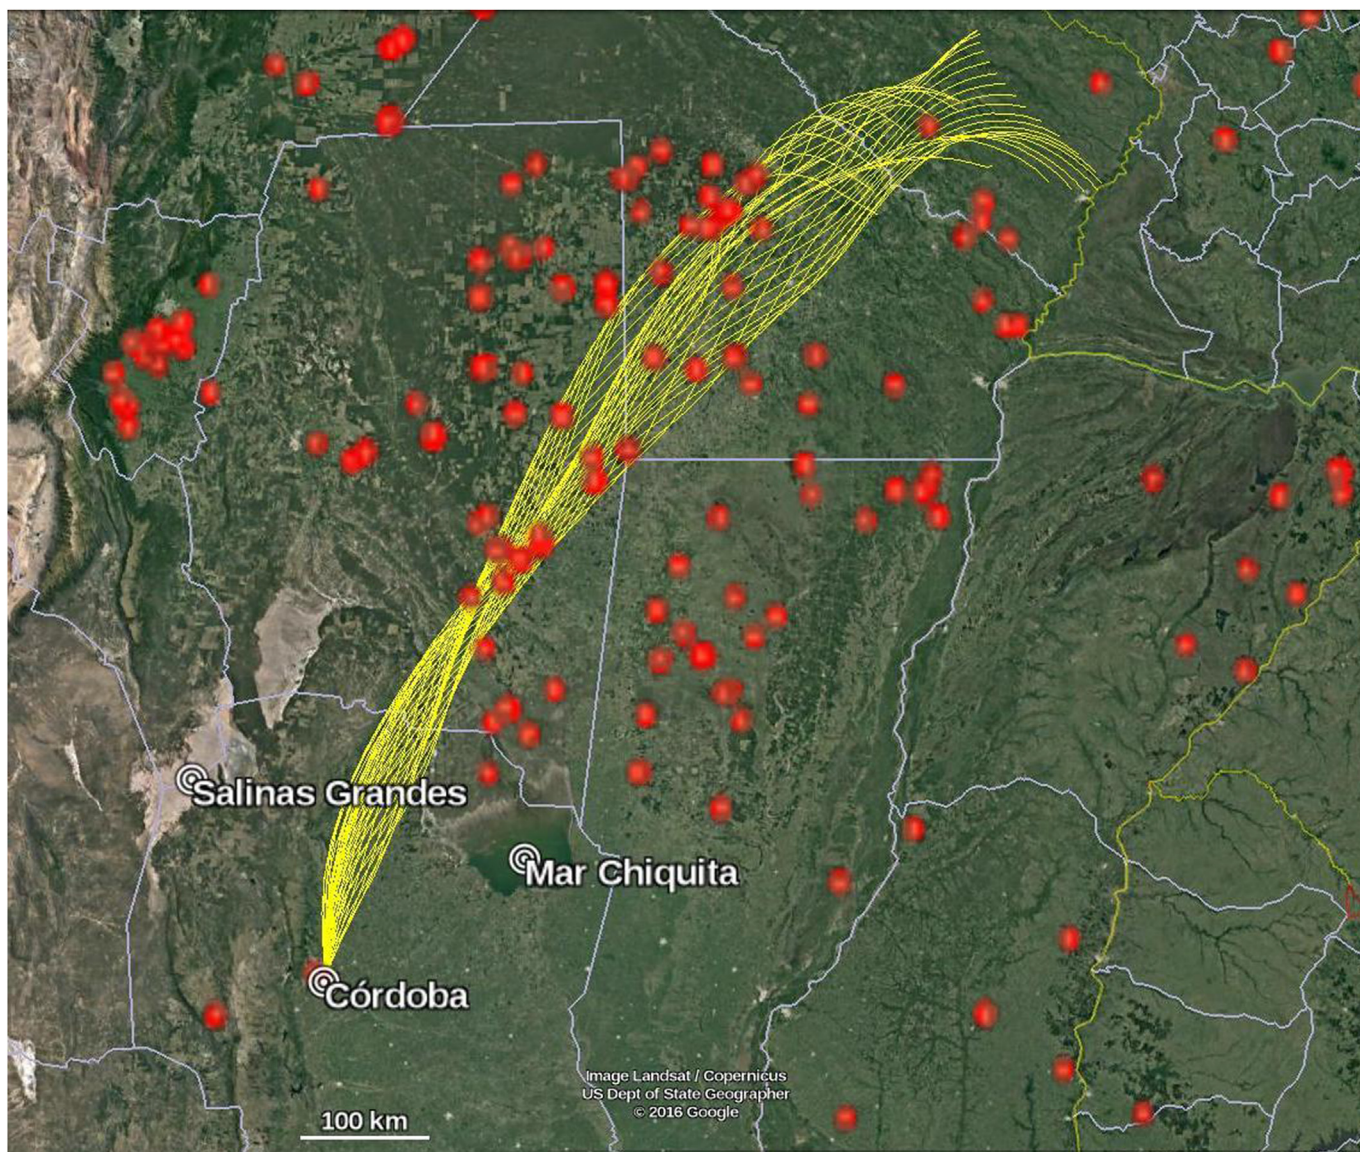 Salinas Grandes
Mar Chiquita
Córdoba
Image Landsat / Copernicus
US Dept of State Geographer
© 2016 Google
100 km